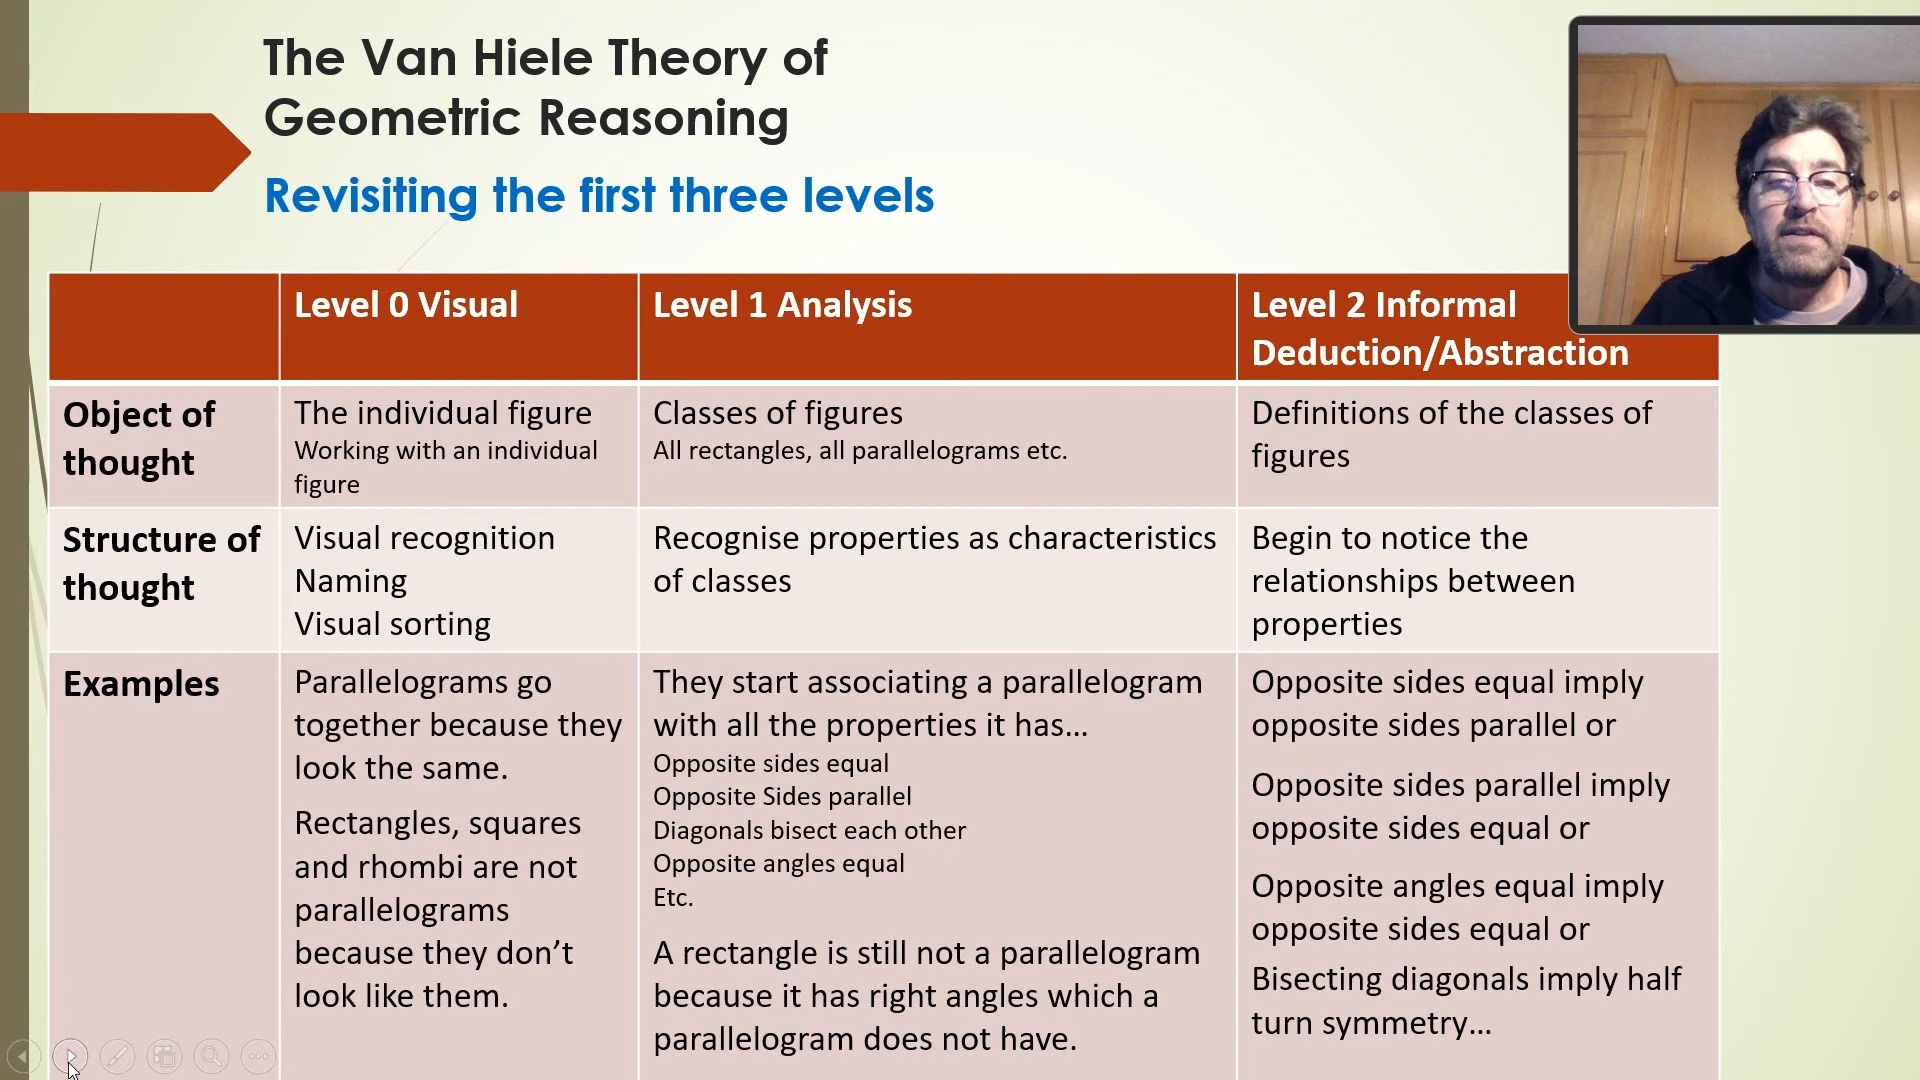 The Van Hiele Theory of
Geometric Reasoning
Revisiting the first three levels
Level 0 Visual
Level 1 Analysis
Level 2 Informal
Deduction/Abstraction
Object of
thought
The individual figure
Working with an individual
figure
Classes of figures
All rectangles, all parallelograms etc.
Definitions of the classes of
figures
Structure of
thought
Visual recognition
Naming
Visual sorting
Recognise properties as characteristics
of classes
Begin to notice the
relationships between
properties
Examples
Parallelograms go
together because they
look the same.
Rectangles, squares
and rhombi are not
parallelograms
because they don’t
look like them.
They start associating a parallelogram
with all the properties it has…
Opposite sides equal
Opposite Sides parallel
Diagonals bisect each other
Opposite angles equal
Etc.
A rectangle is still not a parallelogram
because it has right angles which a
parallelogram does not have.
Opposite sides equal imply
opposite sides parallel or
Opposite sides parallel imply
opposite sides equal or
Opposite angles equal imply
opposite sides equal or
Bisecting diagonals imply half
turn symmetry…